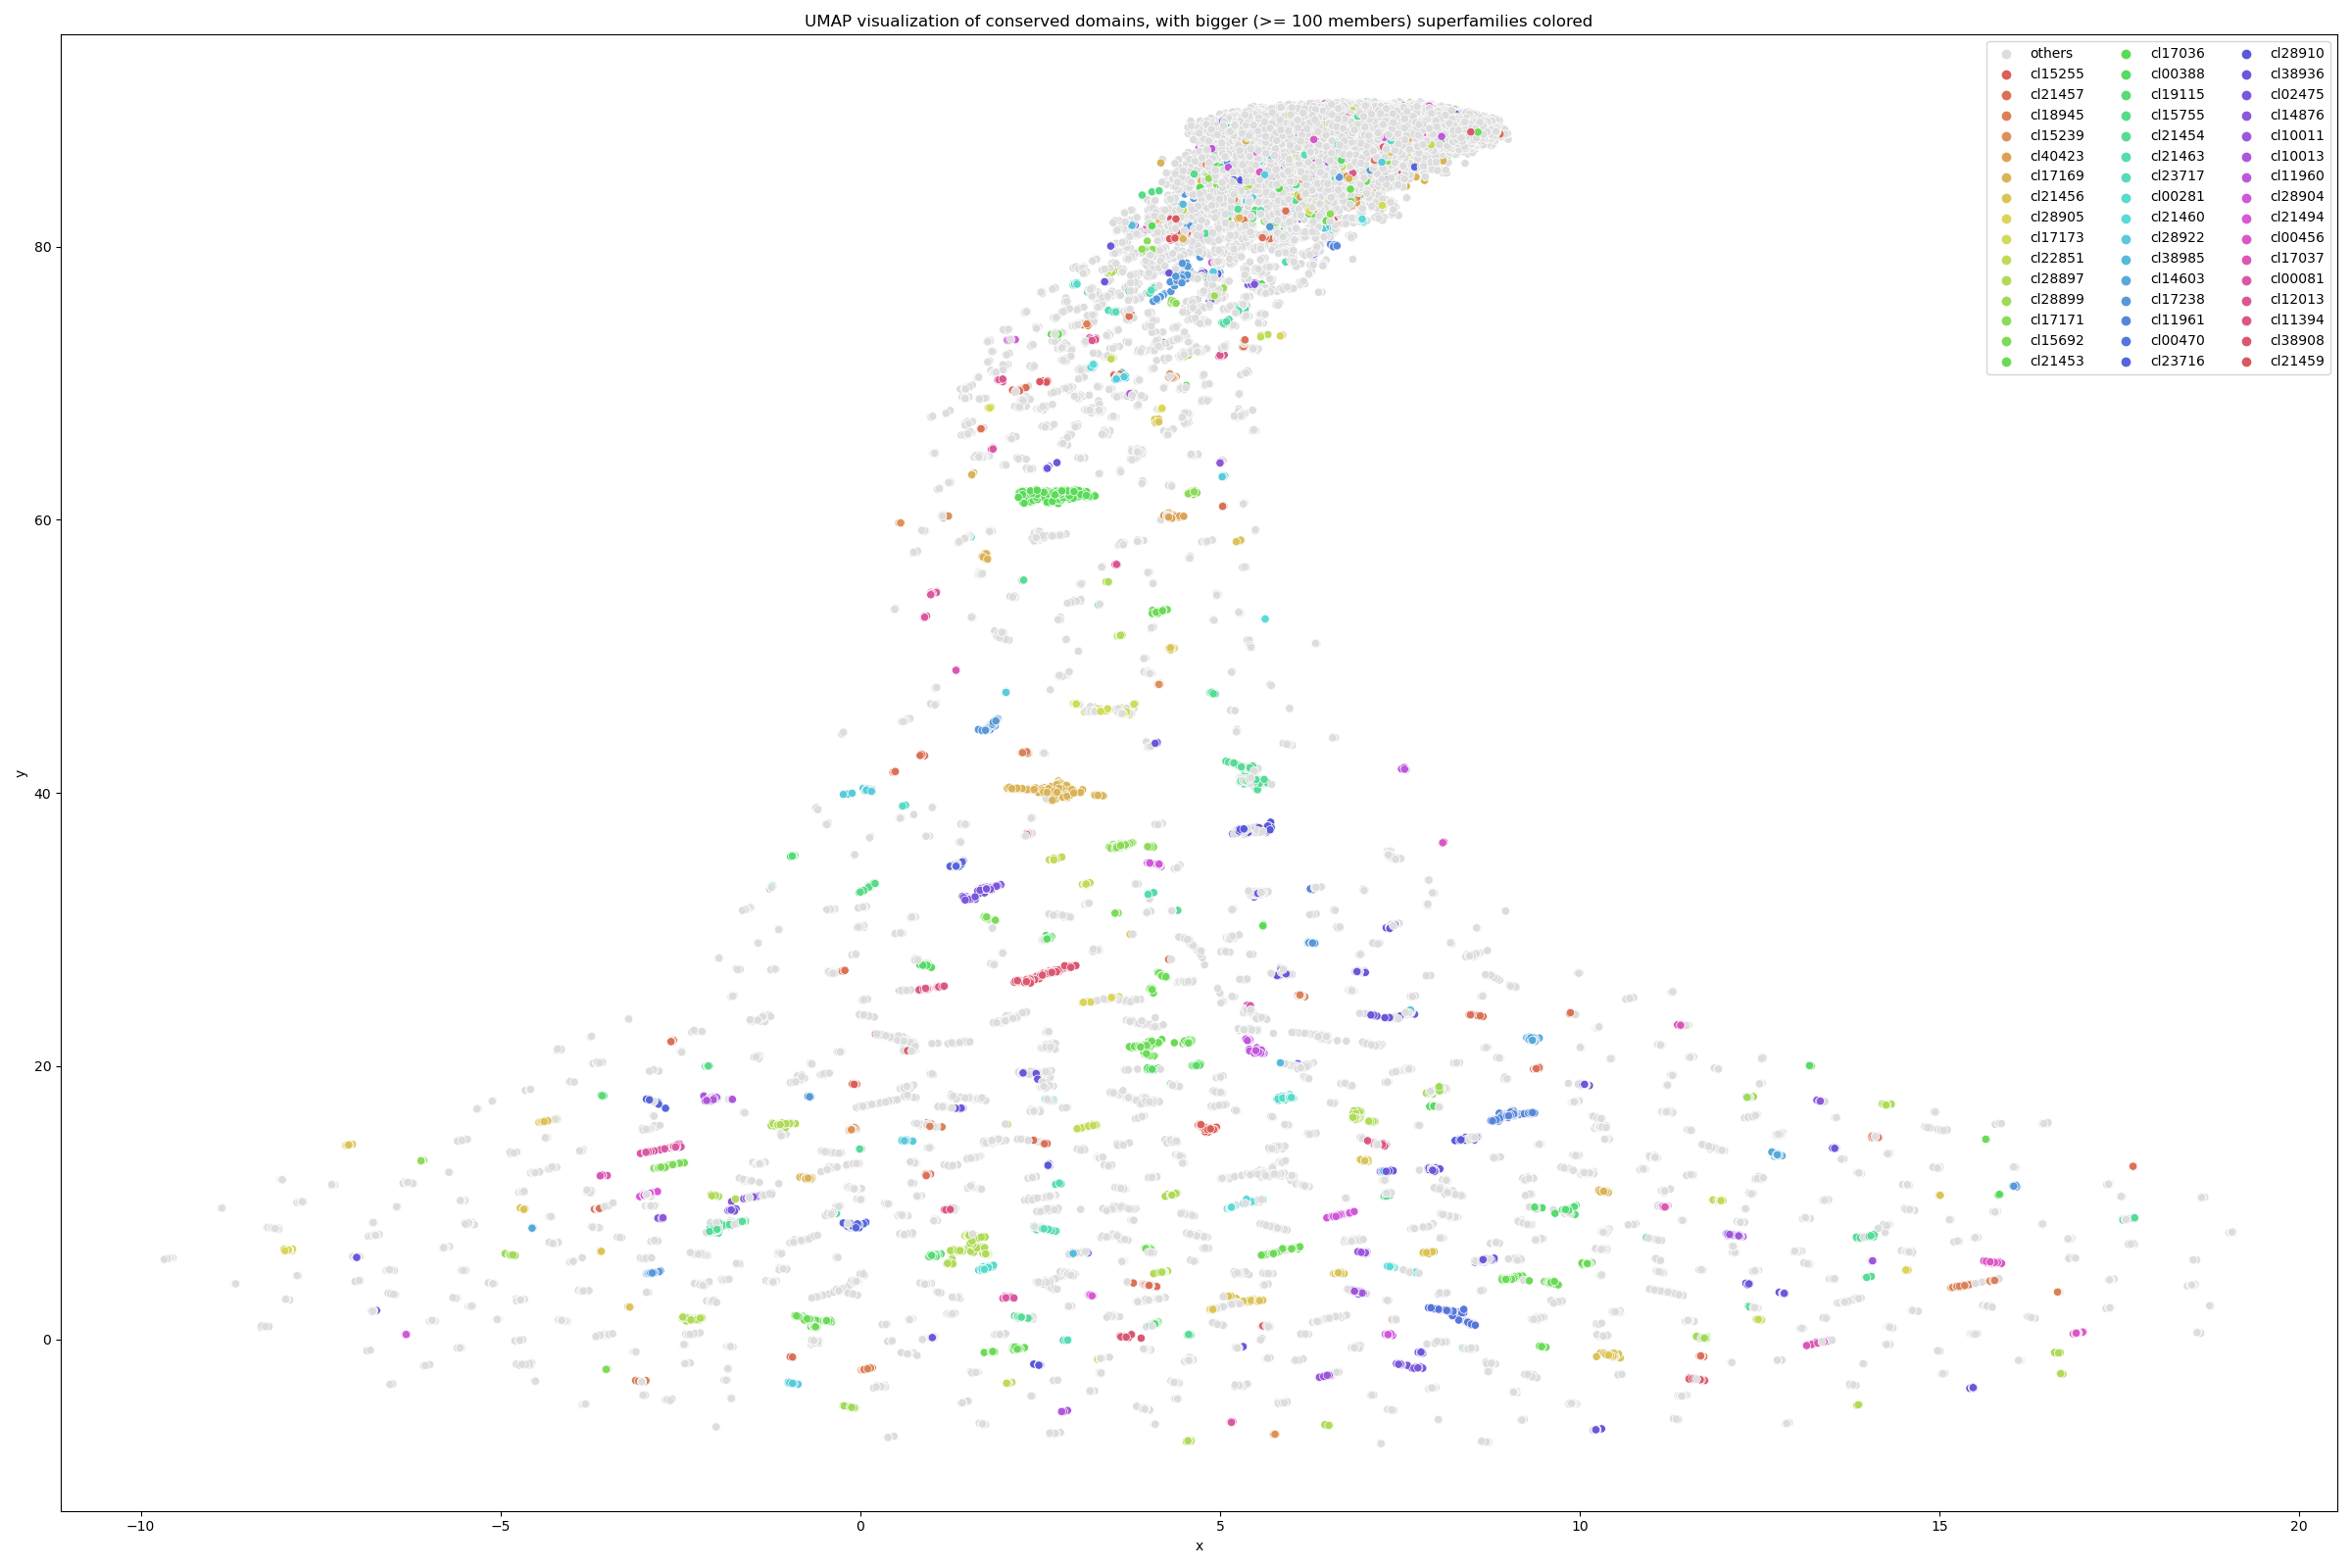 UMAP visualization of conserved domains, with bigger (>= 100 members) superfamilies colored
others
cl15255
cl21457
cl18945
cl15239
cl40423
cl17169
cl21456
cl28905
cl17173
cl22851
cl28897
cl28899
cl17171
cl15692
cl21453
cl17036
cl00388
cl19115
cl15755
cl21454
cl21463
cl23717
cl00281
cl21460
cl28922
cl38985
cl14603
cl17238
cl11961
cl00470
cl23716
cl28910
cl38936
cl02475
cl14876
cl10011
cl10013
cl11960
cl28904
cl21494
cl00456
cl17037
cl00081
cl12013
cl11394
cl38908
cl21459
80
60
y
40
20
0
−10
−5
0
5
10
15
20
x